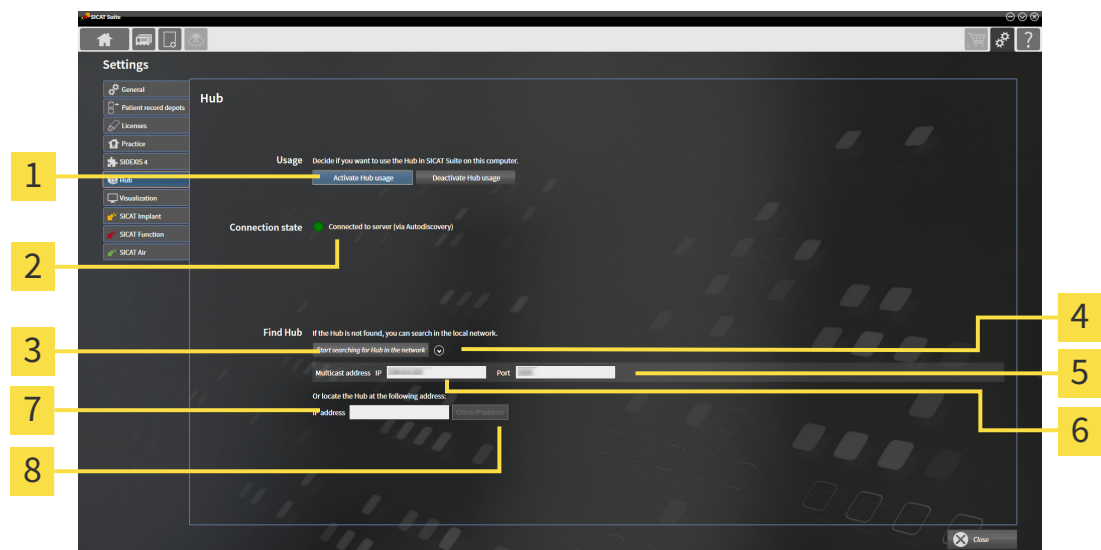 SICAT Suite
?
Settings
General
Patient record depots
Licenses
Practice
SIDEXIS 4
Hub
Visualization
SICAT Implant
SICAT Function
SICAT Air
Hub
Usage Decide if you want to use the Hub in SICAT Suite on this computer.
Activate Hub usage Deactivate Hub usage
Connection state Connected to server (via Autodiscovery)
Find Hub If the Hub is not found, you can search in the local network.
Start searching for Hub in the network
Multicast address IP Port
Or locate the Hub at the following address:
IP address Check IP address
Close
1
2
3
4
5
6
7
8